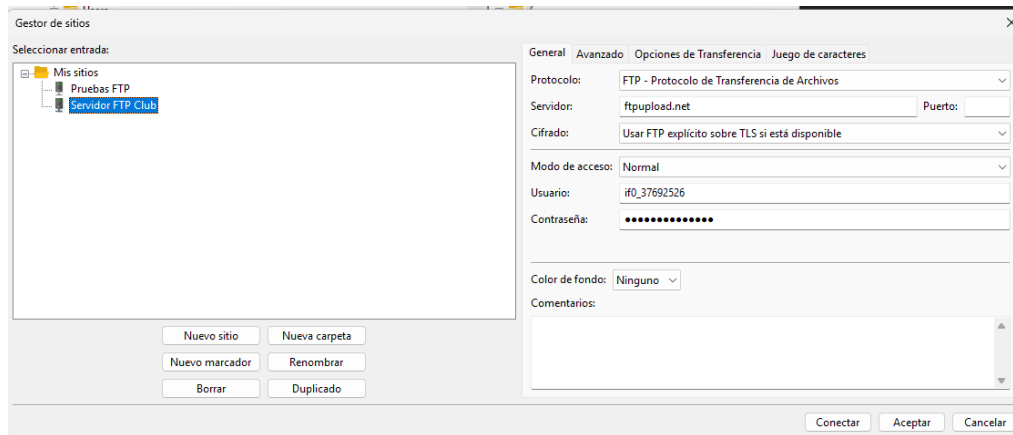 Gestor de sitios
Seleccionar entrada:
Mis sitios
Pruebas FTP
Servidor FTP Club
Nuevo sitio Nueva carpeta
Nuevo marcador Renombrar
Borrar Duplicado
General Avanzado Opciones de Transferencia Juego de caracteres
Protocolo: FTP - Protocolo de Transferencia de Archivos
Servidor: ftpupload.net Puerto:
Cifrado: Usar FTP explícito sobre TLS si está disponible
Modo de acceso: Normal
Usuario: if0_37692526
Contraseña: ●●●●●●●●●●●●●●
Color de fondo: Ninguno
Comentarios:
Conectar Aceptar Cancelar